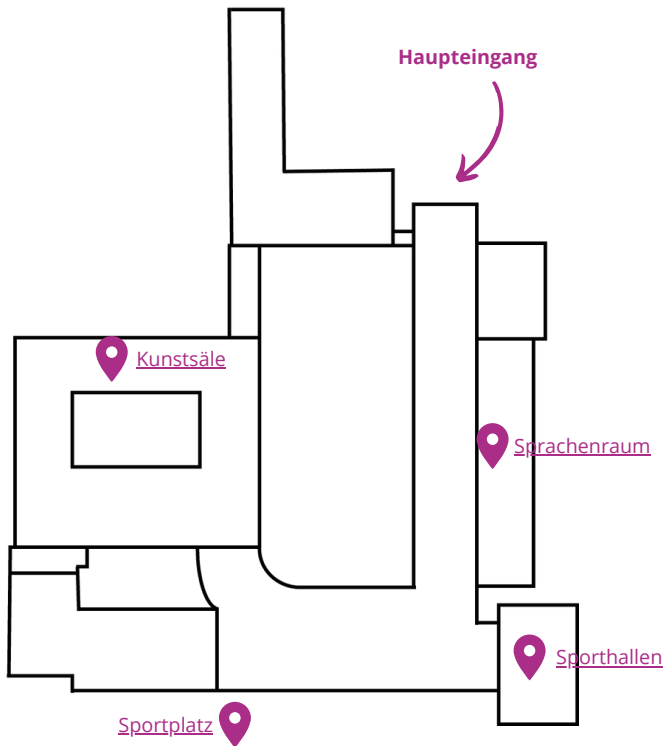 Haupteingang
Kunstsäle
Sprachenraum
Sporthallen
Sportplatz